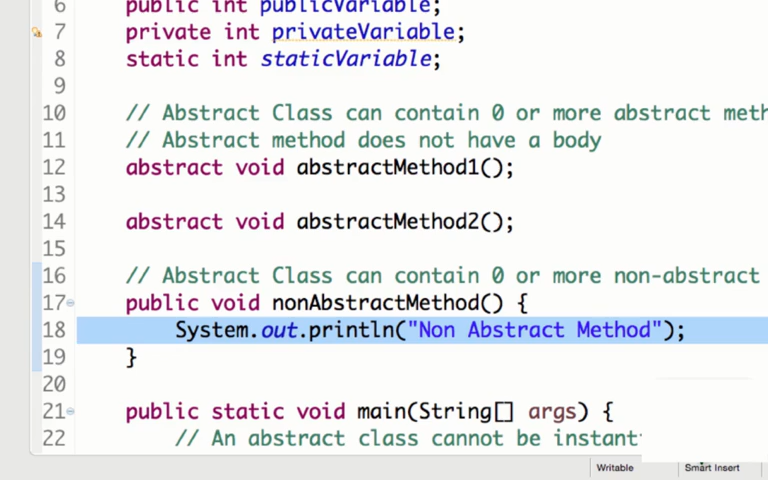 6 public int publicVariable;
7 private int privateVariable;
8 static int staticVariable;
9
10 // Abstract Class can contain 0 or more abstract meth
11 // Abstract method does not have a body
12 abstract void abstractMethod1();
13
14 abstract void abstractMethod2();
15
16 // Abstract Class can contain 0 or more non-abstract
17 public void nonAbstractMethod() {
18 System.out.println("Non Abstract Method");
19 }
20
21 public static void main(String[] args) {
22 // An abstract class cannot be instant
Writable Smart Insert